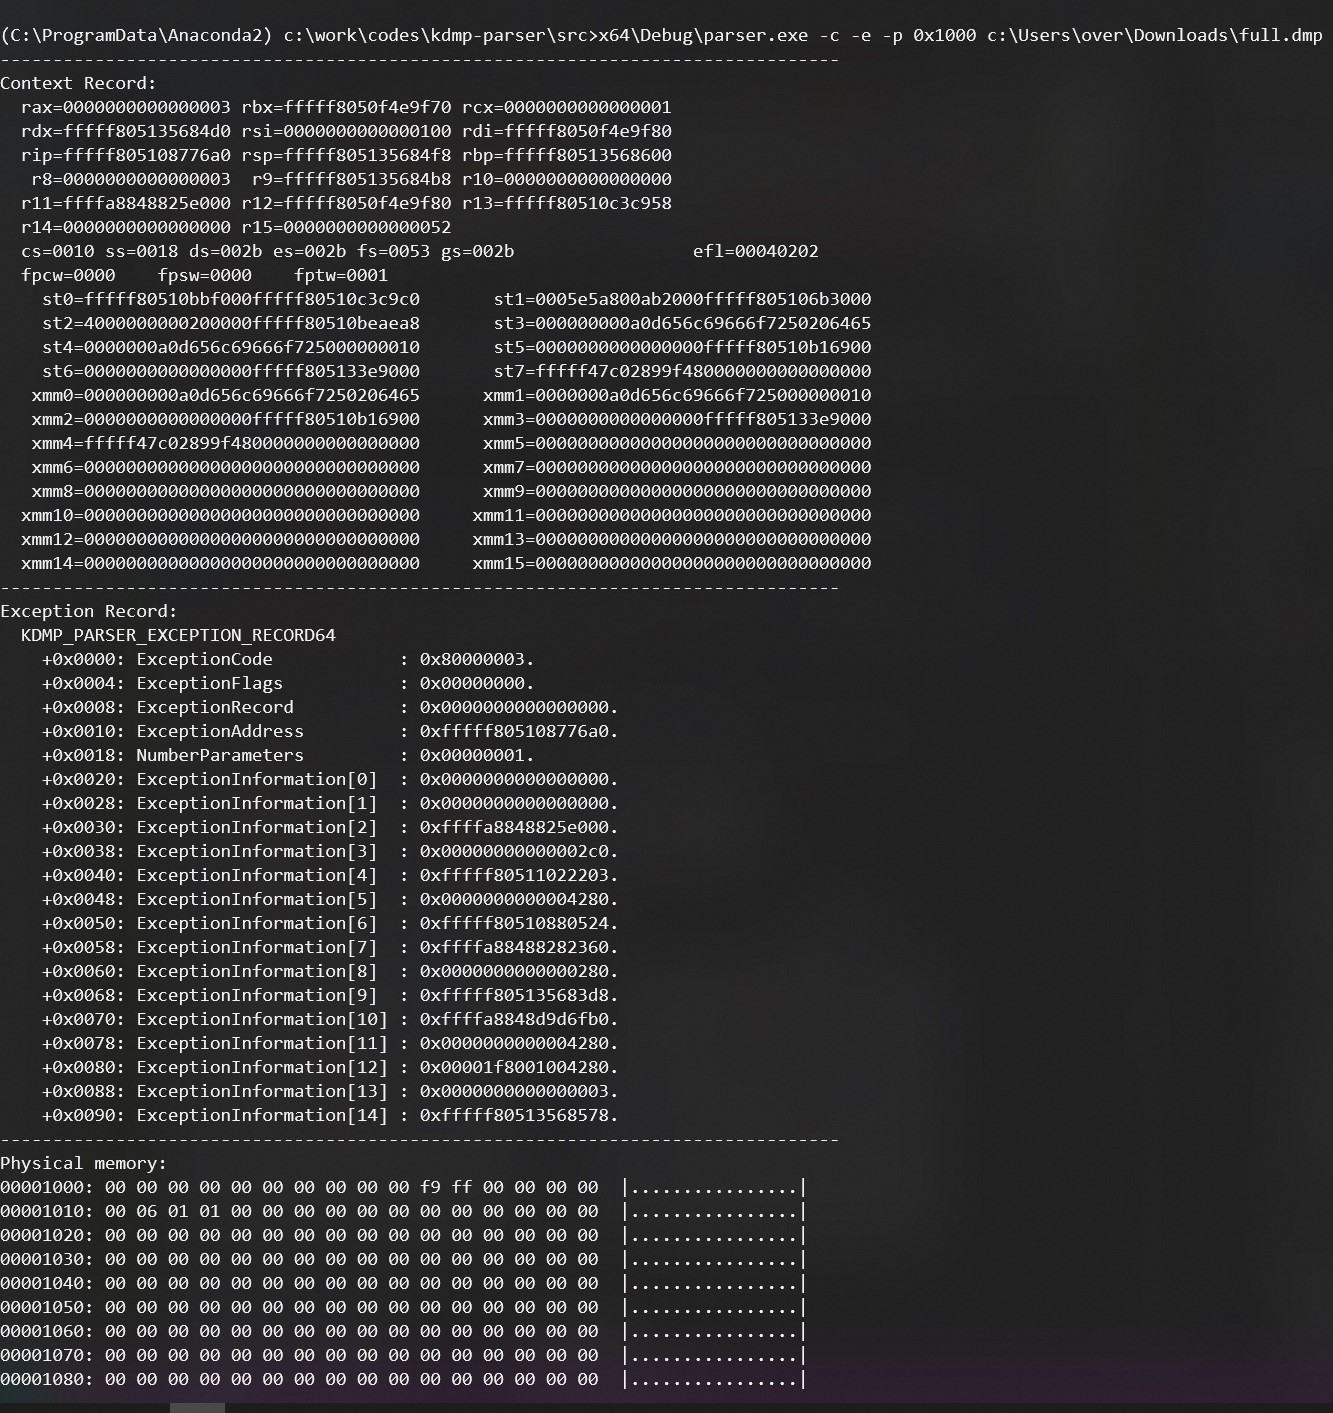 (C:\ProgramData\Anaconda2) c:\work\codes\kdmp-parser\src>x64\Debug\parser.exe -c -e -p 0x1000 c:\Users\over\Downloads\full.dmp
--------------------------------------------------------------------------------
Context Record:
  rax=0000000000000003 rbx=fffff8050f4e9f70 rcx=0000000000000001
  rdx=fffff805135684d0 rsi=0000000000000100 rdi=fffff8050f4e9f80
  rip=fffff805108776a0 rsp=fffff805135684f8 rbp=fffff80513568600
   r8=0000000000000003  r9=fffff805135684b8 r10=0000000000000000
  r11=ffffa8848825e000 r12=fffff8050f4e9f80 r13=fffff80510c3c958
  r14=0000000000000000 r15=0000000000000052
  cs=0010 ss=0018 ds=002b es=002b fs=0053 gs=002b                 efl=00040202
  fpcw=0000    fpsw=0000    fptw=0001
    st0=fffff80510bbf000fffff80510c3c9c0       st1=0005e5a800ab2000fffff805106b3000
    st2=4000000000200000fffff80510beaea8       st3=000000000a0d656c69666f7250206465
    st4=0000000a0d656c69666f725000000010       st5=0000000000000000fffff80510b16900
    st6=0000000000000000fffff805133e9000       st7=fffff47c02899f480000000000000000
   xmm0=000000000a0d656c69666f7250206465      xmm1=0000000a0d656c69666f725000000010
   xmm2=0000000000000000fffff80510b16900      xmm3=0000000000000000fffff805133e9000
   xmm4=fffff47c02899f480000000000000000      xmm5=00000000000000000000000000000000
   xmm6=00000000000000000000000000000000      xmm7=00000000000000000000000000000000
   xmm8=00000000000000000000000000000000      xmm9=00000000000000000000000000000000
  xmm10=00000000000000000000000000000000     xmm11=00000000000000000000000000000000
  xmm12=00000000000000000000000000000000     xmm13=00000000000000000000000000000000
  xmm14=00000000000000000000000000000000     xmm15=00000000000000000000000000000000
--------------------------------------------------------------------------------
Exception Record:
  KDMP_PARSER_EXCEPTION_RECORD64
    +0x0000: ExceptionCode            : 0x80000003.
    +0x0004: ExceptionFlags           : 0x00000000.
    +0x0008: ExceptionRecord          : 0x0000000000000000.
    +0x0010: ExceptionAddress         : 0xfffff805108776a0.
    +0x0018: NumberParameters         : 0x00000001.
    +0x0020: ExceptionInformation[0]  : 0x0000000000000000.
    +0x0028: ExceptionInformation[1]  : 0x0000000000000000.
    +0x0030: ExceptionInformation[2]  : 0xffffa8848825e000.
    +0x0038: ExceptionInformation[3]  : 0x00000000000002c0.
    +0x0040: ExceptionInformation[4]  : 0xfffff80511022203.
    +0x0048: ExceptionInformation[5]  : 0x0000000000004280.
    +0x0050: ExceptionInformation[6]  : 0xfffff80510880524.
    +0x0058: ExceptionInformation[7]  : 0xffffa88488282360.
    +0x0060: ExceptionInformation[8]  : 0x0000000000000280.
    +0x0068: ExceptionInformation[9]  : 0xfffff805135683d8.
    +0x0070: ExceptionInformation[10] : 0xffffa8848d9d6fb0.
    +0x0078: ExceptionInformation[11] : 0x0000000000004280.
    +0x0080: ExceptionInformation[12] : 0x00001f8001004280.
    +0x0088: ExceptionInformation[13] : 0x0000000000000003.
    +0x0090: ExceptionInformation[14] : 0xfffff80513568578.
--------------------------------------------------------------------------------
Physical memory:
00001000: 00 00 00 00 00 00 00 00 00 00 f9 ff 00 00 00 00  |................|
00001010: 00 06 01 01 00 00 00 00 00 00 00 00 00 00 00 00  |................|
00001020: 00 00 00 00 00 00 00 00 00 00 00 00 00 00 00 00  |................|
00001030: 00 00 00 00 00 00 00 00 00 00 00 00 00 00 00 00  |................|
00001040: 00 00 00 00 00 00 00 00 00 00 00 00 00 00 00 00  |................|
00001050: 00 00 00 00 00 00 00 00 00 00 00 00 00 00 00 00  |................|
00001060: 00 00 00 00 00 00 00 00 00 00 00 00 00 00 00 00  |................|
00001070: 00 00 00 00 00 00 00 00 00 00 00 00 00 00 00 00  |................|
00001080: 00 00 00 00 00 00 00 00 00 00 00 00 00 00 00 00  |................|